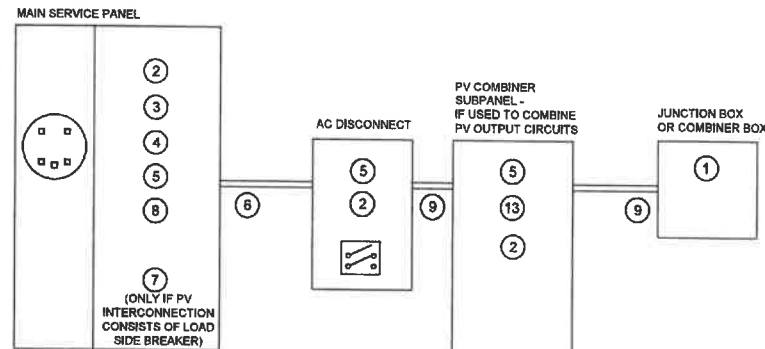 MAIN SERVICE PANEL
2
3
4
5
8
7
(ONLY IF PV
INTERCONNECTION
CONSISTS OF LOAD
SIDE BREAKER)
6
AC DISCONNECT
5
2
9
PV COMBINER
SUBPANEL -
IF USED TO COMBINE
PV OUTPUT CIRCUITS
5
13
2
9
JUNCTION BOX
OR COMBINER BOX
1